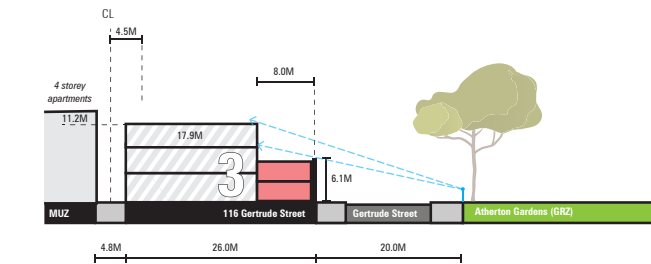 CL
4.5M
8.0M
4 storey
apartments
11.2M
17.9M
3
6.1M
MUZ
116 Gertrude Street
Gertrude Street
Atherton Gardens (GRZ)
4.8M
26.0M
20.0M